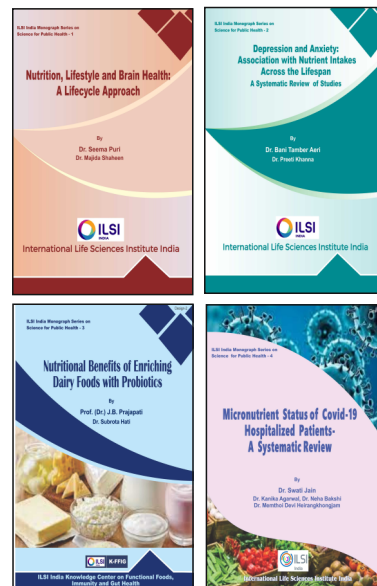 ILSI India Monograph Series on
Science for Public Health - 1
Nutrition, Lifestyle and Brain Health:
A Lifecycle Approach
By
Dr. Seema Puri
Dr. Majida Shaheen
ILSI
INDIA
International Life Sciences Institute India
ILSI India Monograph Series on
Science for Public Health - 2
Depression and Anxiety:
Association with Nutrient Intakes
Across the Lifespan
A Systematic Review of Studies
By
Dr. Bani Tamber Aeri
Dr. Preeti Khanna
ILSI
INDIA
International Life Sciences Institute India
ILSI India Monograph Series on
Science for Public Health - 3
Nutritional Benefits of Enriching
Dairy Foods with Probiotics
By
Prof. (Dr.) J.B. Prajapati
Dr. Subrota Hati
ILSI K-FFIG
ILSI India Knowledge Center on Functional Foods,
Immunity and Gut Health
ILSI India Monograph Series on
Science for Public Health - 4
Micronutrient Status of Covid-19
Hospitalized Patients-
A Systematic Review
By
Dr. Swati Jain
Dr. Kanika Agarwal, Dr. Neha Bakshi
Dr. Momthol Devi Heirangkhongjam
ILSI
India
International Life Sciences Institute India